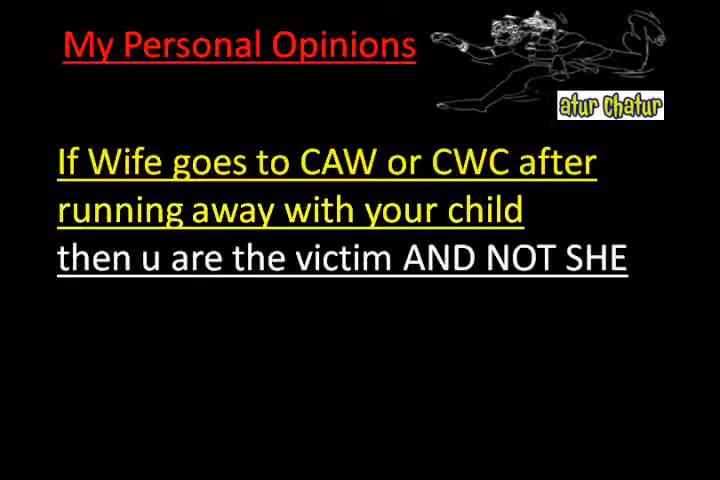 My Personal Opinions
atur chatur
If Wife goes to CAW or CWC after
running away with your child
then u are the victim AND NOT SHE